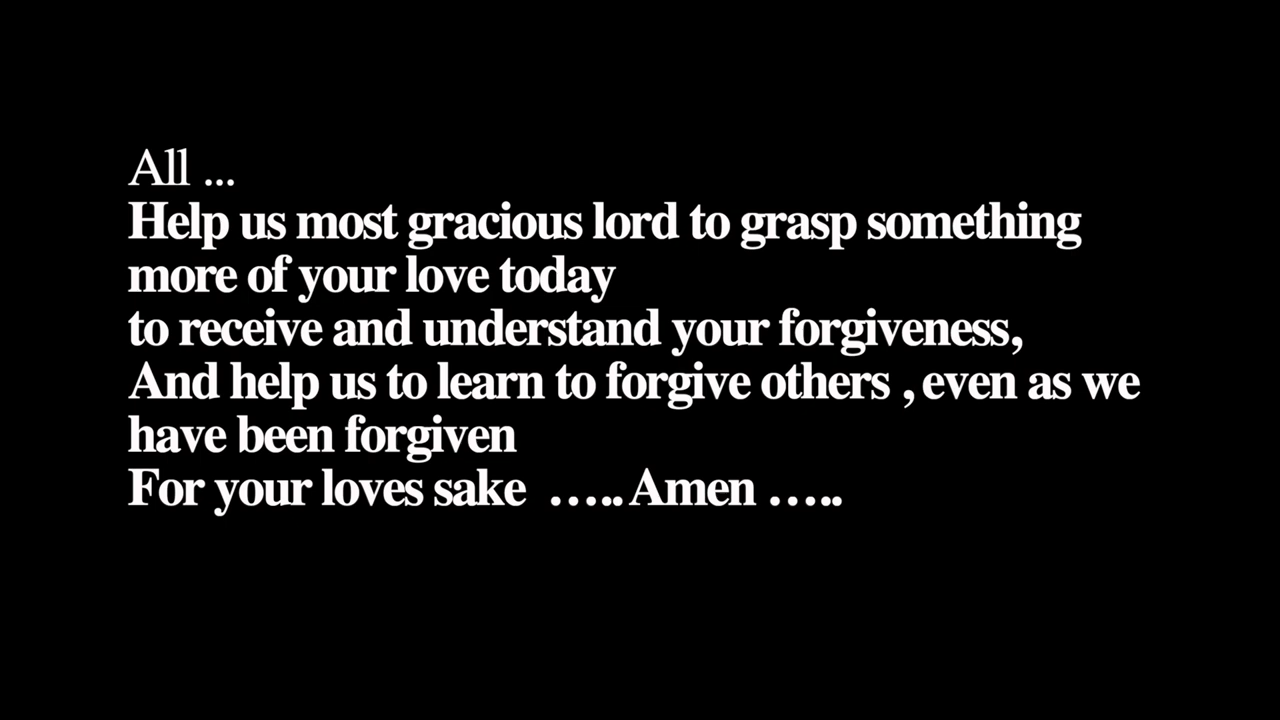 All ...
Help us most gracious lord to grasp something
more of your love today
to receive and understand your forgiveness,
And help us to learn to forgive others , even as we
have been forgiven
For your loves sake  ….. Amen …..